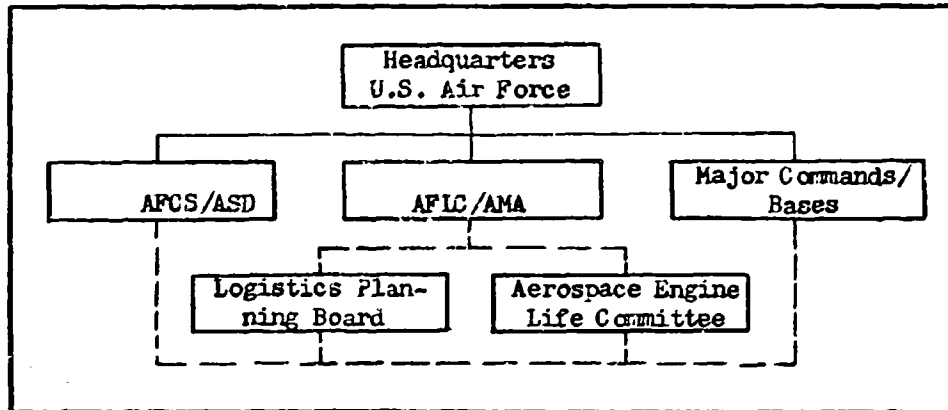 Headquarters
U.S. Air Force
AFCS/ASD
AFLC/AMA
Major Commands/
Bases
Logistics Plan-
ning Board
Aerospace Engine
Life Committee